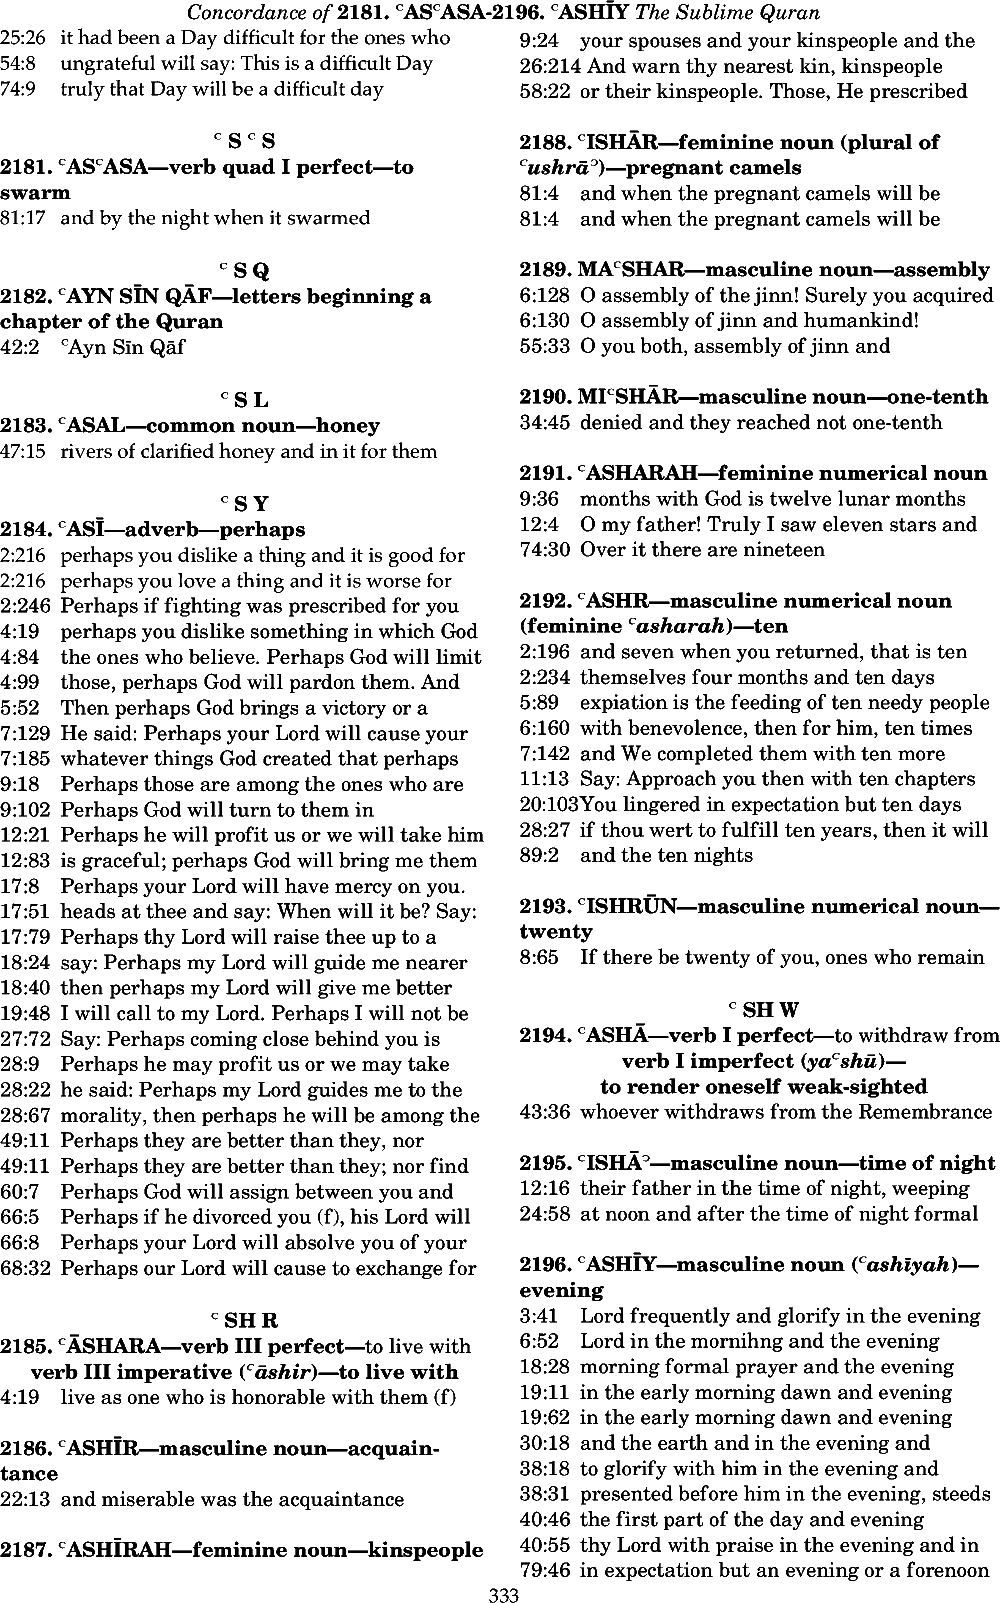 Concordance of 2181. ᶜASᶜASA-2196. ᶜASHĪY The Sublime Quran
25:26 it had been a Day difficult for the ones who
54:8 ungrateful will say: This is a difficult Day
74:9 truly that Day will be a difficult day
ᶜ S ᶜ S
2181. ᶜASᶜASA—verb quad I perfect—to
swarm
81:17 and by the night when it swarmed
ᶜ S Q
2182. ᶜAYN SĪN QĀF—letters beginning a
chapter of the Quran
42:2 ᶜAyn Sīn Qāf
ᶜ S L
2183. ᶜASAL—common noun—honey
47:15 rivers of clarified honey and in it for them
ᶜ S Y
2184. ᶜASĪ—adverb—perhaps
2:216 perhaps you dislike a thing and it is good for
2:216 perhaps you love a thing and it is worse for
2:246 Perhaps if fighting was prescribed for you
4:19 perhaps you dislike something in which God
4:84 the ones who believe. Perhaps God will limit
4:99 those, perhaps God will pardon them. And
5:52 Then perhaps God brings a victory or a
7:129 He said: Perhaps your Lord will cause your
7:185 whatever things God created that perhaps
9:18 Perhaps those are among the ones who are
9:102 Perhaps God will turn to them in
12:21 Perhaps he will profit us or we will take him
12:83 is graceful; perhaps God will bring me them
17:8 Perhaps your Lord will have mercy on you.
17:51 heads at thee and say: When will it be? Say:
17:79 Perhaps thy Lord will raise thee up to a
18:24 say: Perhaps my Lord will guide me nearer
18:40 then perhaps my Lord will give me better
19:48 I will call to my Lord. Perhaps I will not be
27:72 Say: Perhaps coming close behind you is
28:9 Perhaps he may profit us or we may take
28:22 he said: Perhaps my Lord guides me to the
28:67 morality, then perhaps he will be among the
49:11 Perhaps they are better than they, nor
49:11 Perhaps they are better than they; nor find
60:7 Perhaps God will assign between you and
66:5 Perhaps if he divorced you (f), his Lord will
66:8 Perhaps your Lord will absolve you of your
68:32 Perhaps our Lord will cause to exchange for
ᶜ SH R
2185. ᶜĀSHARA—verb III perfect—to live with
verb III imperative (ᶜāshir)—to live with
4:19 live as one who is honorable with them (f)
2186. ᶜASHĪR—masculine noun—acquain-
tance
22:13 and miserable was the acquaintance
2187. ᶜASHĪRAH—feminine noun—kinspeople
9:24 your spouses and your kinspeople and the
26:214 And warn thy nearest kin, kinspeople
58:22 or their kinspeople. Those, He prescribed
2188. ᶜISHĀR—feminine noun (plural of
ᶜushrāᵓ)—pregnant camels
81:4 and when the pregnant camels will be
81:4 and when the pregnant camels will be
2189. MAᶜSHAR—masculine noun—assembly
6:128 O assembly of the jinn! Surely you acquired
6:130 O assembly of jinn and humankind!
55:33 O you both, assembly of jinn and
2190. MIᶜSHĀR—masculine noun—one-tenth
34:45 denied and they reached not one-tenth
2191. ᶜASHARAH—feminine numerical noun
9:36 months with God is twelve lunar months
12:4 O my father! Truly I saw eleven stars and
74:30 Over it there are nineteen
2192. ᶜASHR—masculine numerical noun
(feminine ᶜasharah)—ten
2:196 and seven when you returned, that is ten
2:234 themselves four months and ten days
5:89 expiation is the feeding of ten needy people
6:160 with benevolence, then for him, ten times
7:142 and We completed them with ten more
11:13 Say: Approach you then with ten chapters
20:103You lingered in expectation but ten days
28:27 if thou wert to fulfill ten years, then it will
89:2 and the ten nights
2193. ᶜISHRŪN—masculine numerical noun—
twenty
8:65 If there be twenty of you, ones who remain
ᶜ SH W
2194. ᶜASHĀ—verb I perfect—to withdraw from
verb I imperfect (yaᶜshū)—
to render oneself weak-sighted
43:36 whoever withdraws from the Remembrance
2195. ᶜISHĀᵓ—masculine noun—time of night
12:16 their father in the time of night, weeping
24:58 at noon and after the time of night formal
2196. ᶜASHĪY—masculine noun (ᶜashīyah)—
evening
3:41 Lord frequently and glorify in the evening
6:52 Lord in the mornihng and the evening
18:28 morning formal prayer and the evening
19:11 in the early morning dawn and evening
19:62 in the early morning dawn and evening
30:18 and the earth and in the evening and
38:18 to glorify with him in the evening and
38:31 presented before him in the evening, steeds
40:46 the first part of the day and evening
40:55 thy Lord with praise in the evening and in
79:46 in expectation but an evening or a forenoon
333